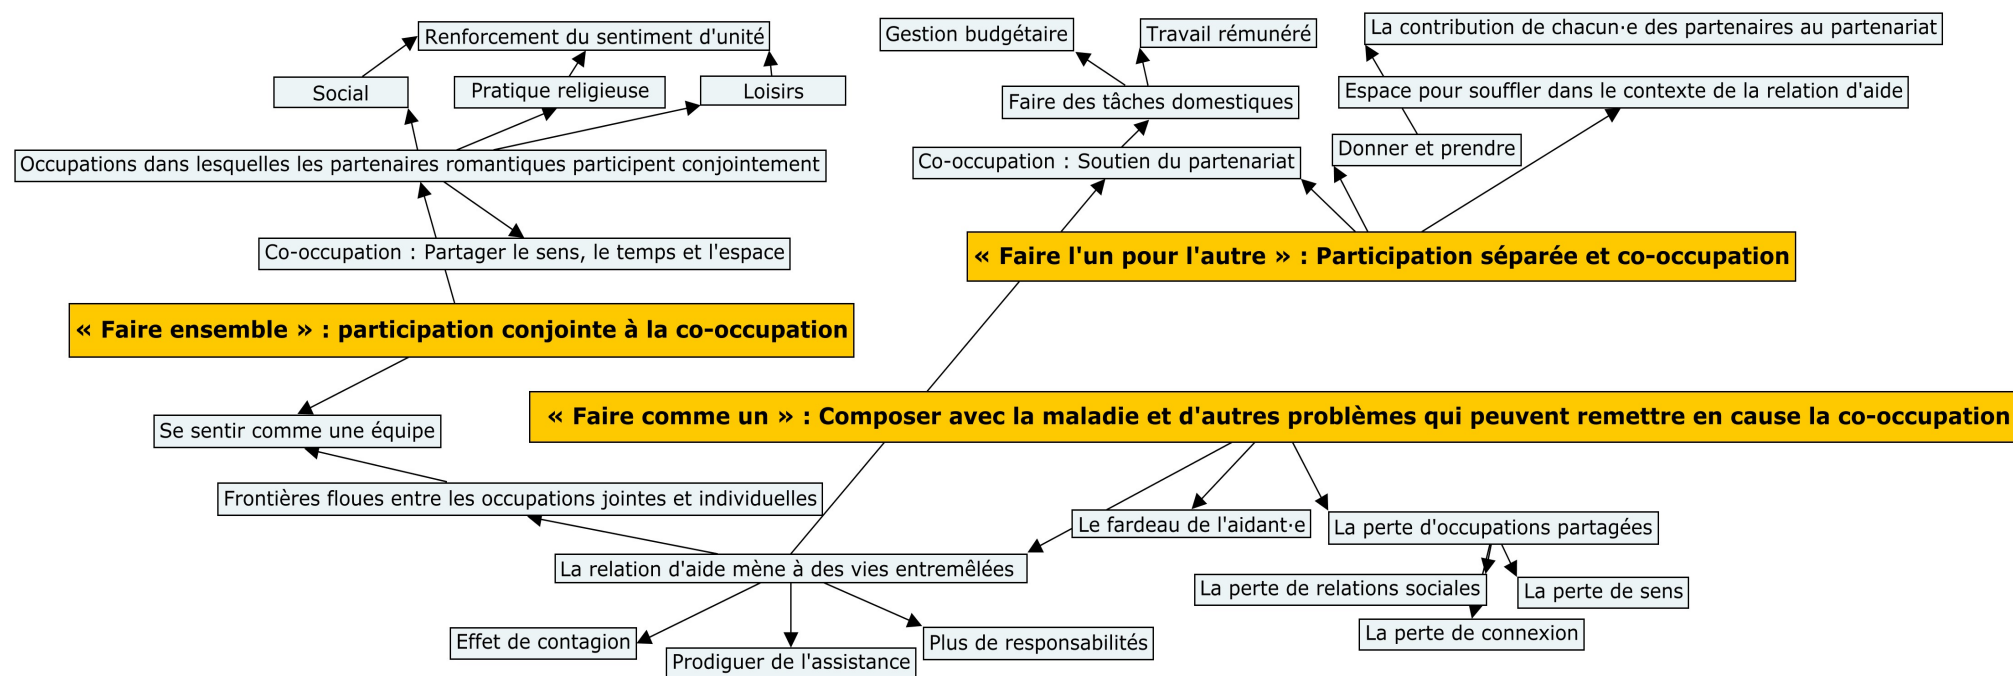 Renforcement du sentiment d'unité
Social
Pratique religieuse
Loisirs
Occupations dans lesquelles les partenaires romantiques participent conjointement
Co-occupation : Partager le sens, le temps et l'espace
« Faire ensemble » : participation conjointe à la co-occupation
Se sentir comme une équipe
Frontières floues entre les occupations jointes et individuelles
Gestion budgétaire
Travail rémunéré
Faire des tâches domestiques
Co-occupation : Soutien du partenariat
La contribution de chacun·e des partenaires au partenariat
Espace pour souffler dans le contexte de la relation d'aide
Donner et prendre
« Faire l'un pour l'autre » : Participation séparée et co-occupation
« Faire comme un » : Composer avec la maladie et d'autres problèmes qui peuvent remettre en cause la co-occupation
Le fardeau de l'aidant·e
La perte d'occupations partagées
La relation d'aide mène à des vies entremêlées
La perte de relations sociales
La perte de sens
La perte de connexion
Effet de contagion
Prodiguer de l'assistance
Plus de responsabilités